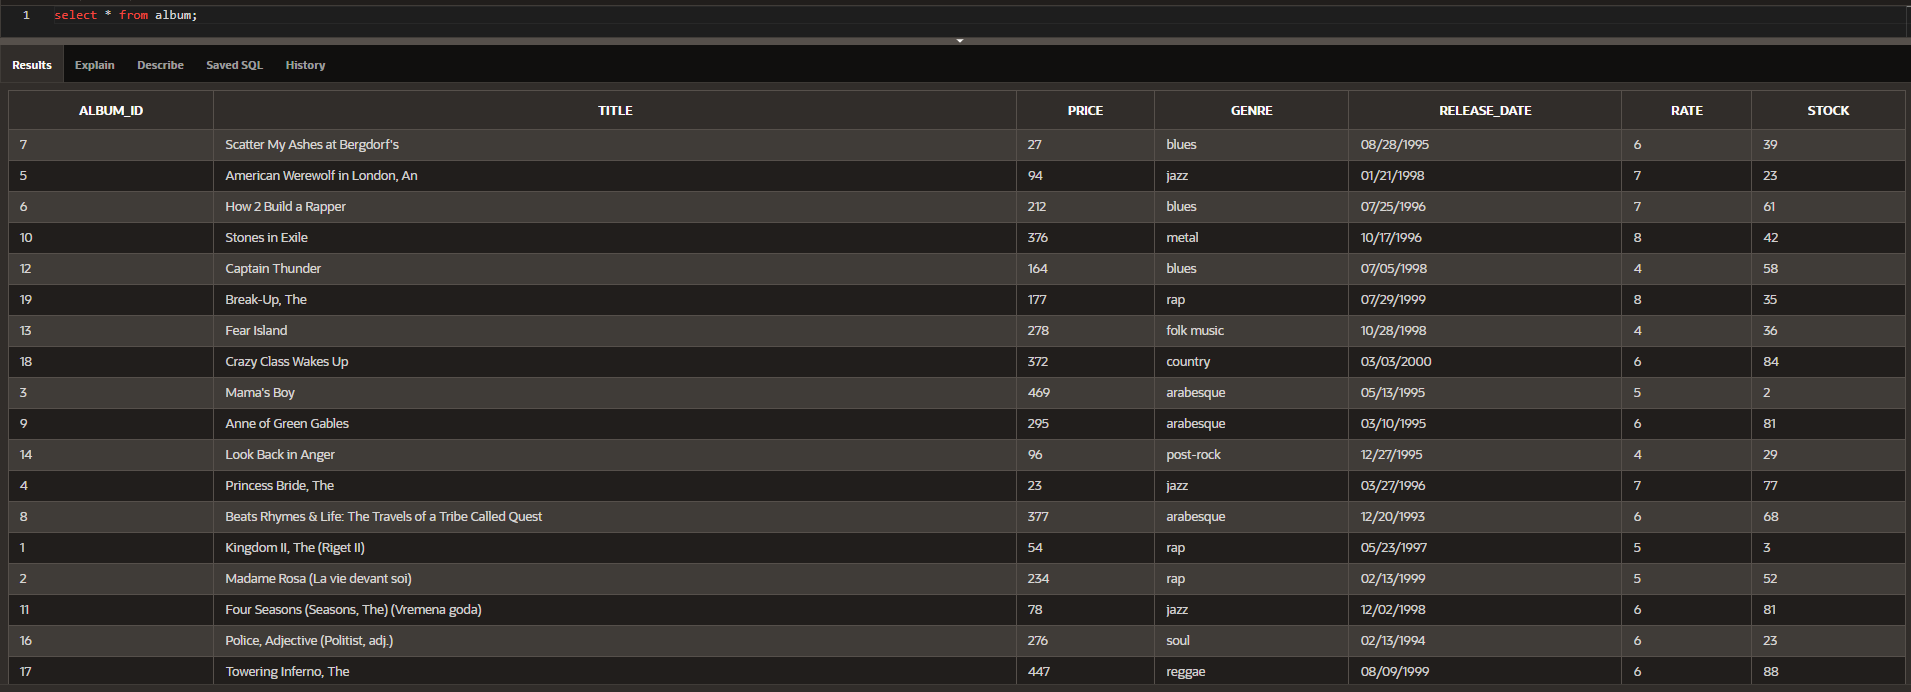 1 select * from album;
Results Explain Describe Saved SQL History
ALBUM_ID TITLE PRICE GENRE RELEASE_DATE RATE STOCK
7 Scatter My Ashes at Bergdorf's 27 blues 08/28/1995 6 39
5 American Werewolf in London, An 94 jazz 01/21/1998 7 23
6 How 2 Build a Rapper 212 blues 07/25/1996 7 61
10 Stones in Exile 376 metal 10/17/1996 8 42
12 Captain Thunder 164 blues 07/05/1998 4 58
19 Break-Up, The 177 rap 07/29/1999 8 35
13 Fear Island 278 folk music 10/28/1998 4 36
18 Crazy Class Wakes Up 372 country 03/03/2000 6 84
3 Mama's Boy 469 arabesque 05/13/1995 5 2
9 Anne of Green Gables 295 arabesque 03/10/1995 6 81
14 Look Back in Anger 96 post-rock 12/27/1995 4 29
4 Princess Bride, The 23 jazz 03/27/1996 7 77
8 Beats Rhymes & Life: The Travels of a Tribe Called Quest 377 arabesque 12/20/1993 6 68
1 Kingdom II, The (Riget II) 54 rap 05/23/1997 5 3
2 Madame Rosa (La vie devant soi) 234 rap 02/13/1999 5 52
11 Four Seasons (Seasons, The) (Vremena goda) 78 jazz 12/02/1998 6 81
16 Police, Adjective (Politist, adj.) 276 soul 02/13/1994 6 23
17 Towering Inferno, The 447 reggae 08/09/1999 6 88